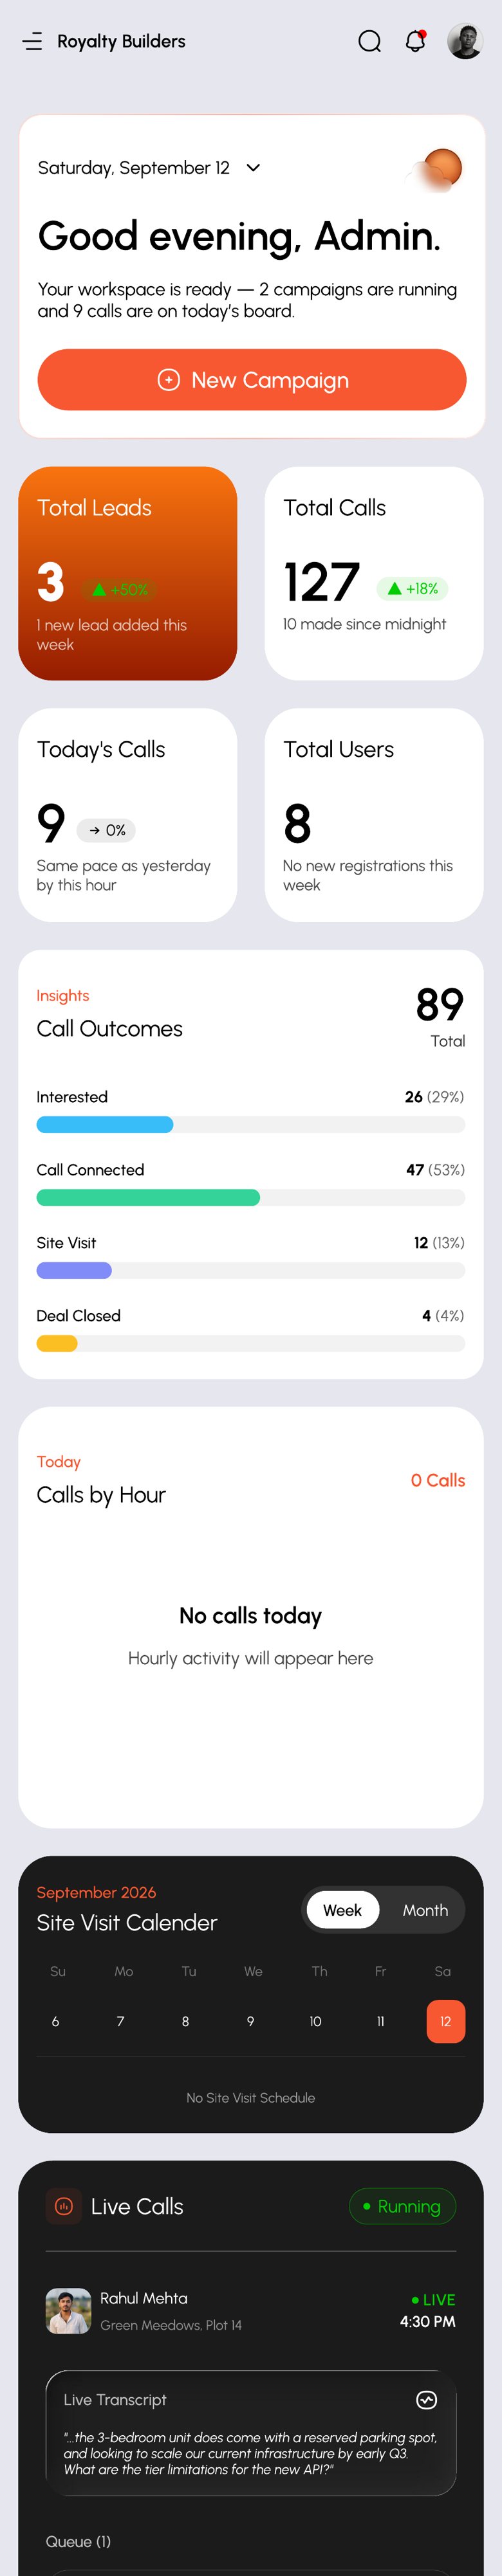 Royalty Builders
Saturday, September 12
Good evening, Admin.
Your workspace is ready — 2 campaigns are running
and 9 calls are on today's board.
New Campaign
Total Leads
3 +50%
1 new lead added this
week
Total Calls
127 +18%
10 made since midnight
Today's Calls
9 → 0%
Same pace as yesterday
by this hour
Total Users
8
No new registrations this
week
Insights
Call Outcomes
89
Total
Interested 26 (29%)
Call Connected 47 (53%)
Site Visit 12 (13%)
Deal Closed 4 (4%)
Today
Calls by Hour
0 Calls
No calls today
Hourly activity will appear here
September 2026
Site Visit Calender
Week Month
Su Mo Tu We Th Fr Sa
6 7 8 9 10 11 12
No Site Visit Schedule
Live Calls
Running
Rahul Mehta
Green Meadows, Plot 14
LIVE
4:30 PM
Live Transcript
"...the 3-bedroom unit does come with a reserved parking spot,
and looking to scale our current infrastructure by early Q3.
What are the tier limitations for the new API?"
Queue (1)